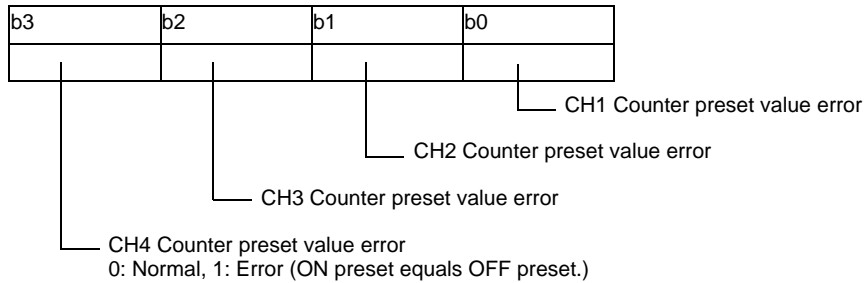 b3 b2 b1 b0
CH1 Counter preset value error
CH2 Counter preset value error
CH3 Counter preset value error
CH4 Counter preset value error
0: Normal, 1: Error (ON preset equals OFF preset.)